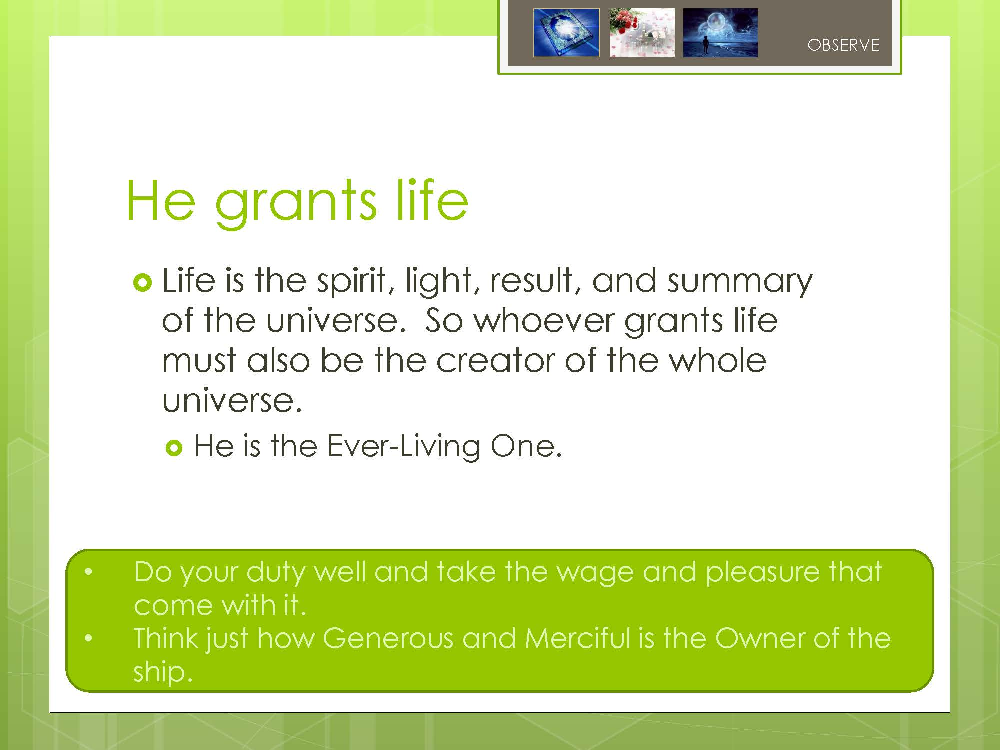 OBSERVE
He grants life
Life is the spirit, light, result, and summary
of the universe.  So whoever grants life
must also be the creator of the whole
universe.
He is the Ever-Living One.
• Do your duty well and take the wage and pleasure that
come with it.
• Think just how Generous and Merciful is the Owner of the
ship.